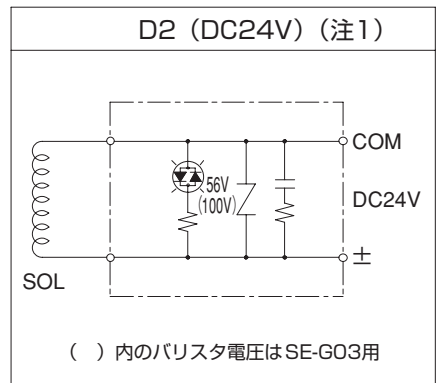 D2（DC24V）（注1）
COM
56V
(100V)
DC24V
±
SOL
（　）内のバリスタ電圧はSE-G03用